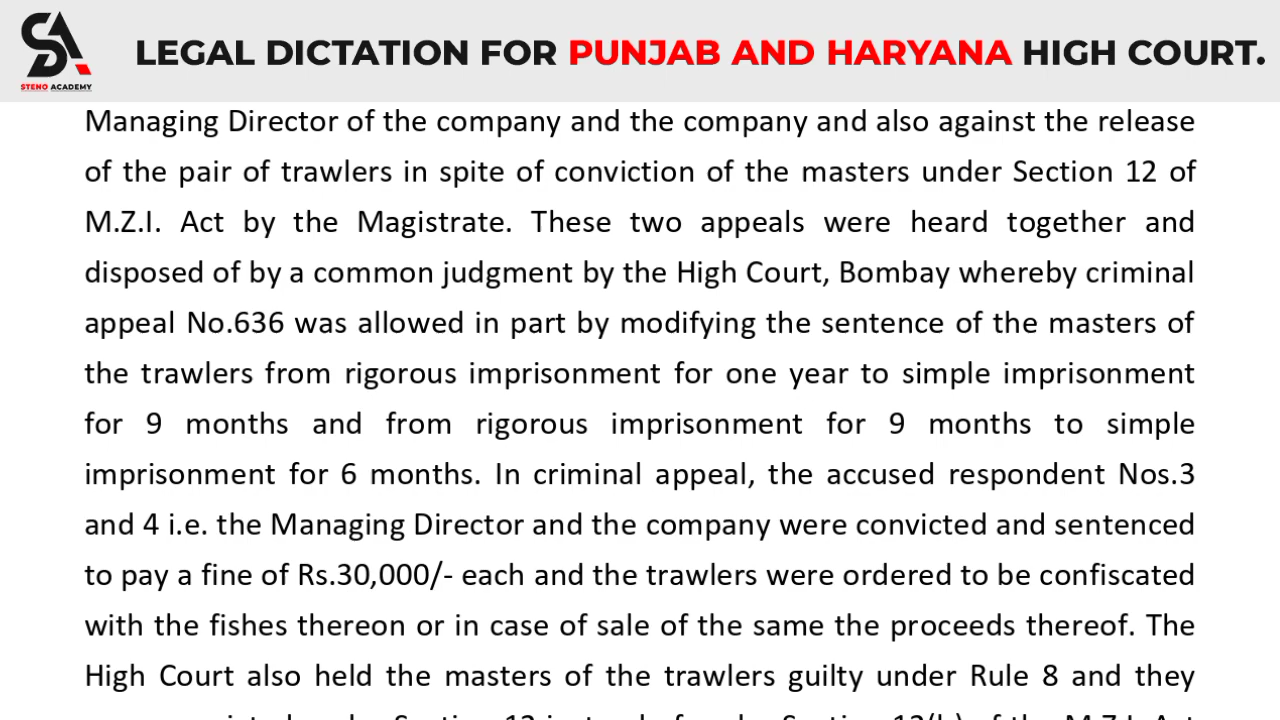 SA
STENO ACADEMY
LEGAL DICTATION FOR PUNJAB AND HARYANA HIGH COURT.
Managing Director of the company and the company and also against the release
of the pair of trawlers in spite of conviction of the masters under Section 12 of
M.Z.I. Act by the Magistrate. These two appeals were heard together and
disposed of by a common judgment by the High Court, Bombay whereby criminal
appeal No.636 was allowed in part by modifying the sentence of the masters of
the trawlers from rigorous imprisonment for one year to simple imprisonment
for 9 months and from rigorous imprisonment for 9 months to simple
imprisonment for 6 months. In criminal appeal, the accused respondent Nos.3
and 4 i.e. the Managing Director and the company were convicted and sentenced
to pay a fine of Rs.30,000/- each and the trawlers were ordered to be confiscated
with the fishes thereon or in case of sale of the same the proceeds thereof. The
High Court also held the masters of the trawlers guilty under Rule 8 and they
Section 12 of the M.Z.I. Act